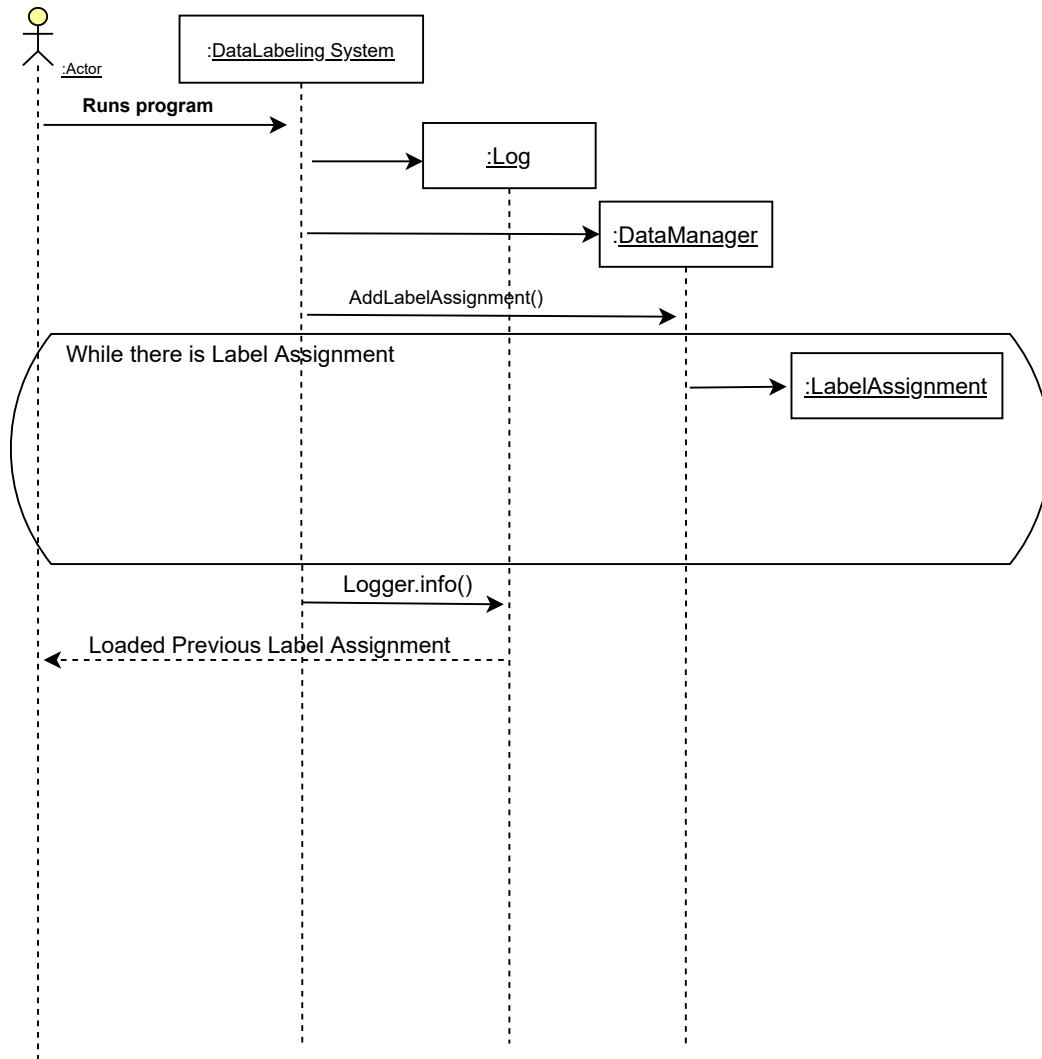 :DataLabeling System
:Actor
Runs program
:Log
:DataManager
AddLabelAssignment()
While there is Label Assignment
:LabelAssignment
Logger.info()
Loaded Previous Label Assignment